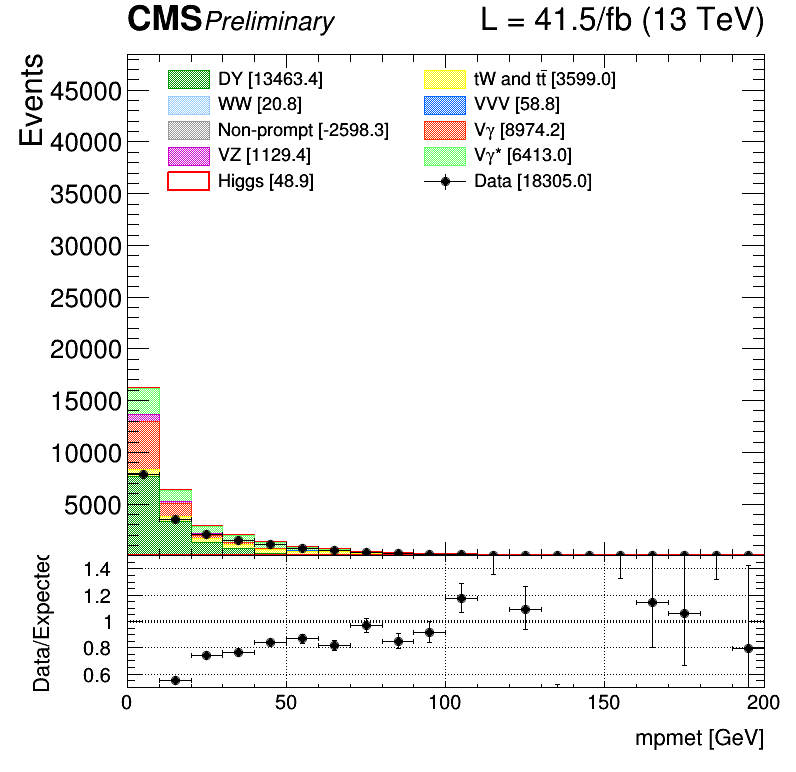 CMS Preliminary L = 41.5/fb (13 TeV)
Events
45000
40000
35000
30000
25000
20000
15000
10000
5000
DY [13463.4]
WW [20.8]
Non-prompt [-2598.3]
VZ [1129.4]
Higgs [48.9]
tW and tt̄ [3599.0]
VVV [58.8]
Vγ [8974.2]
Vγ* [6413.0]
Data [18305.0]
Data/Expected
1.4
1.2
1
0.8
0.6
0 50 100 150 200
mpmet [GeV]